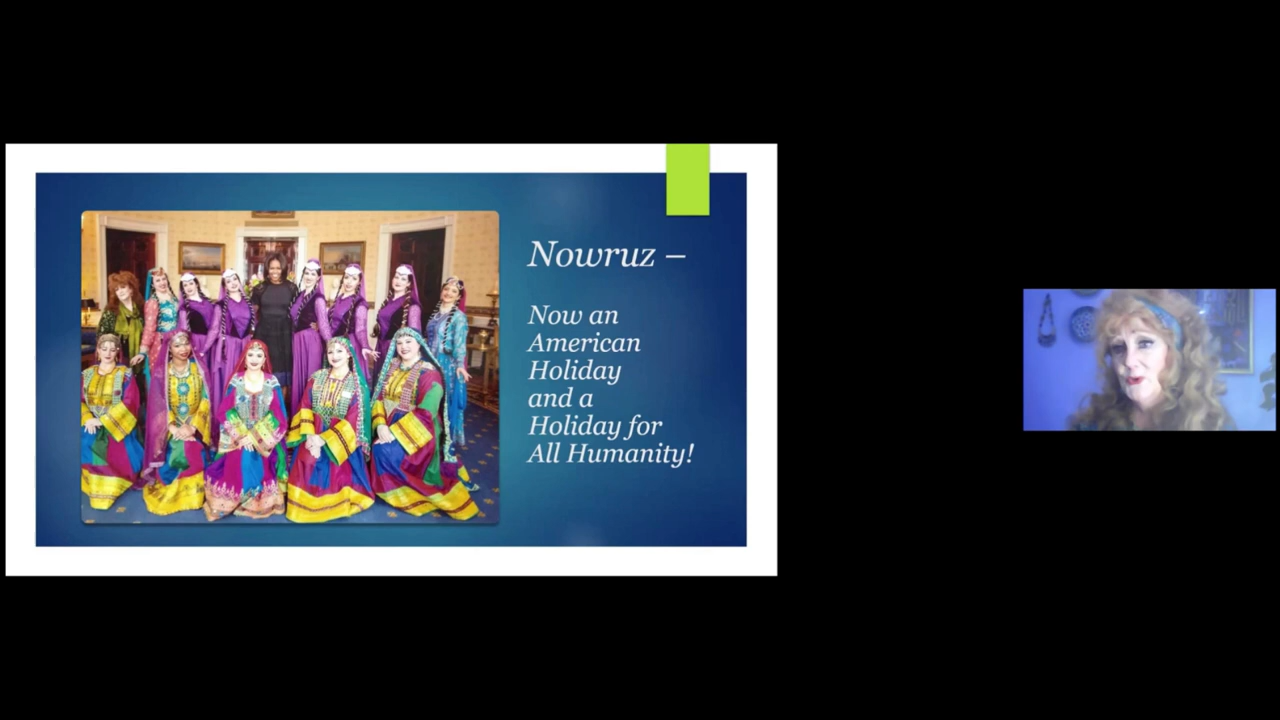 Nowruz –
Now an
American
Holiday
and a
Holiday for
All Humanity!